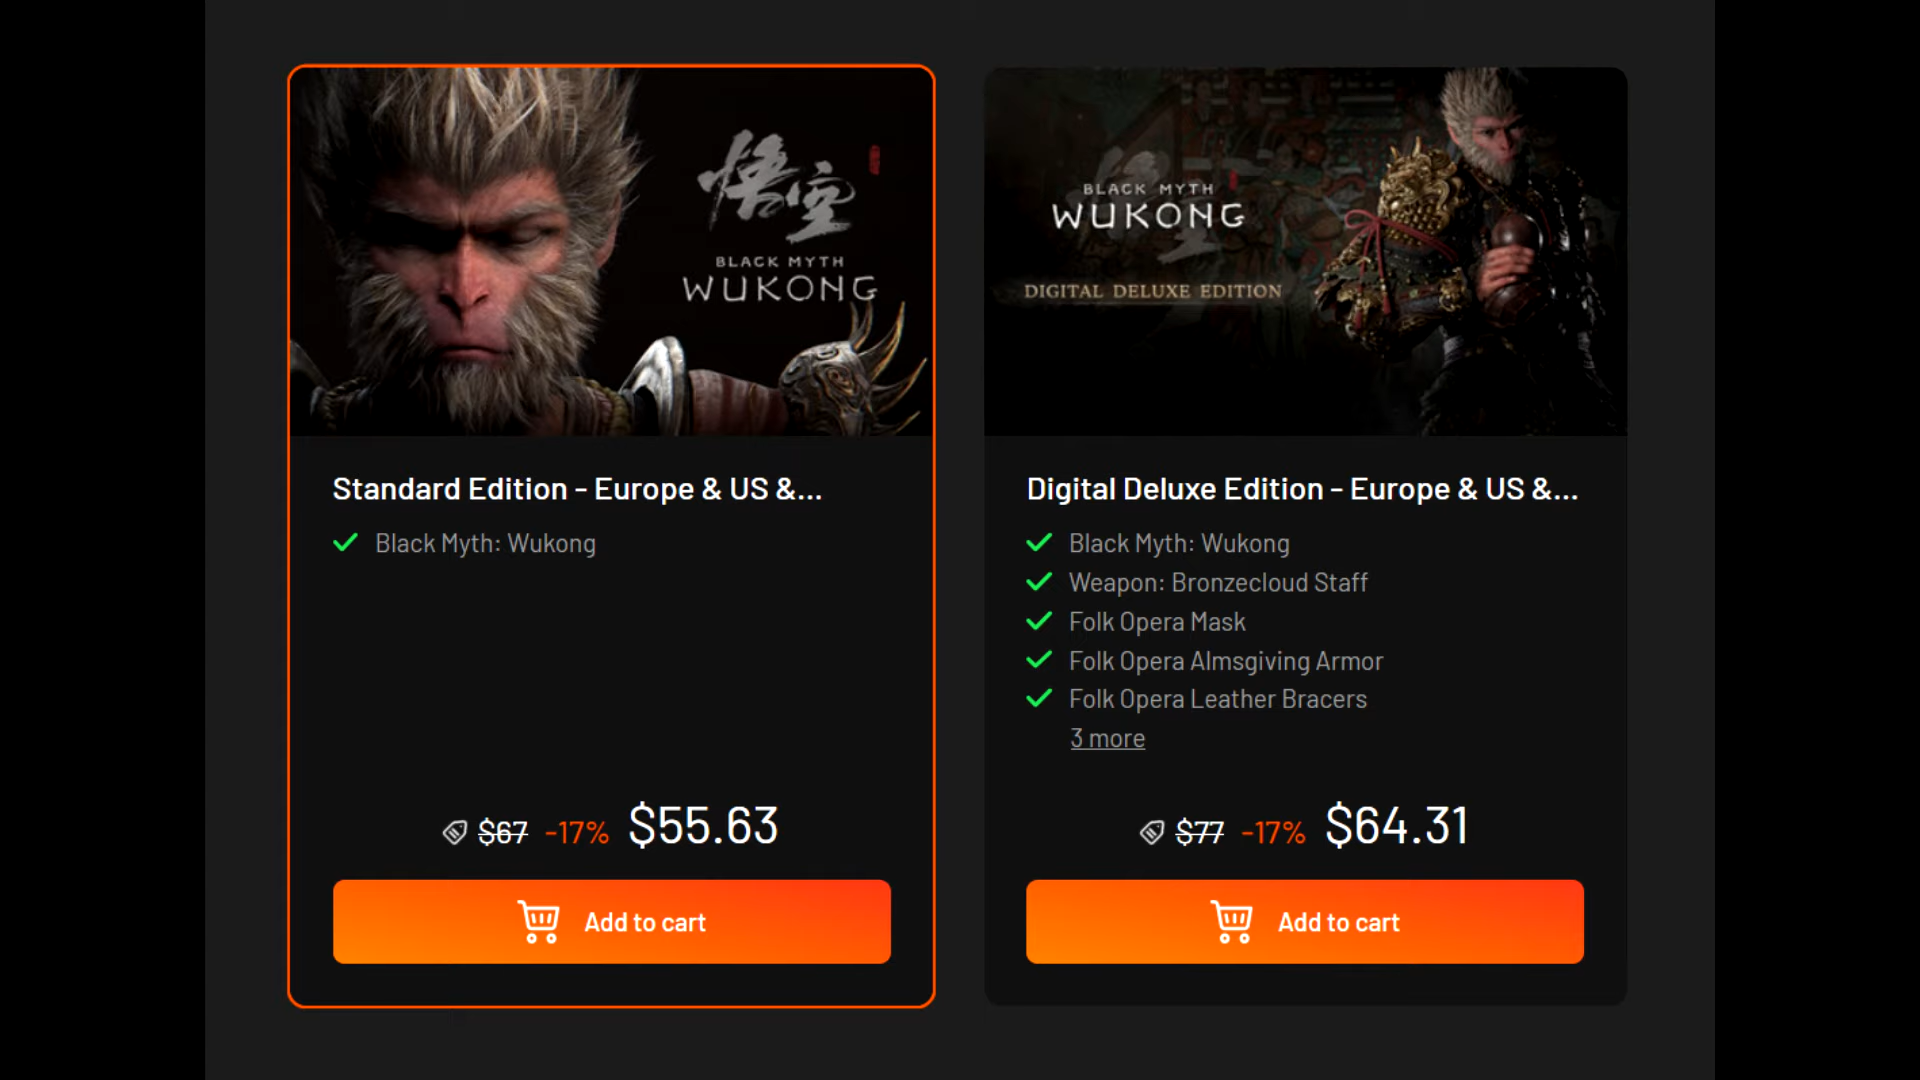 悟空
BLACK MYTH
WUKONG
BLACK MYTH
WUKONG
DIGITAL DELUXE EDITION
Standard Edition - Europe & US &...
Black Myth: Wukong
$67 -17% $55.63
Add to cart
Digital Deluxe Edition - Europe & US &...
Black Myth: Wukong
Weapon: Bronzecloud Staff
Folk Opera Mask
Folk Opera Almsgiving Armor
Folk Opera Leather Bracers
3 more
$77 -17% $64.31
Add to cart